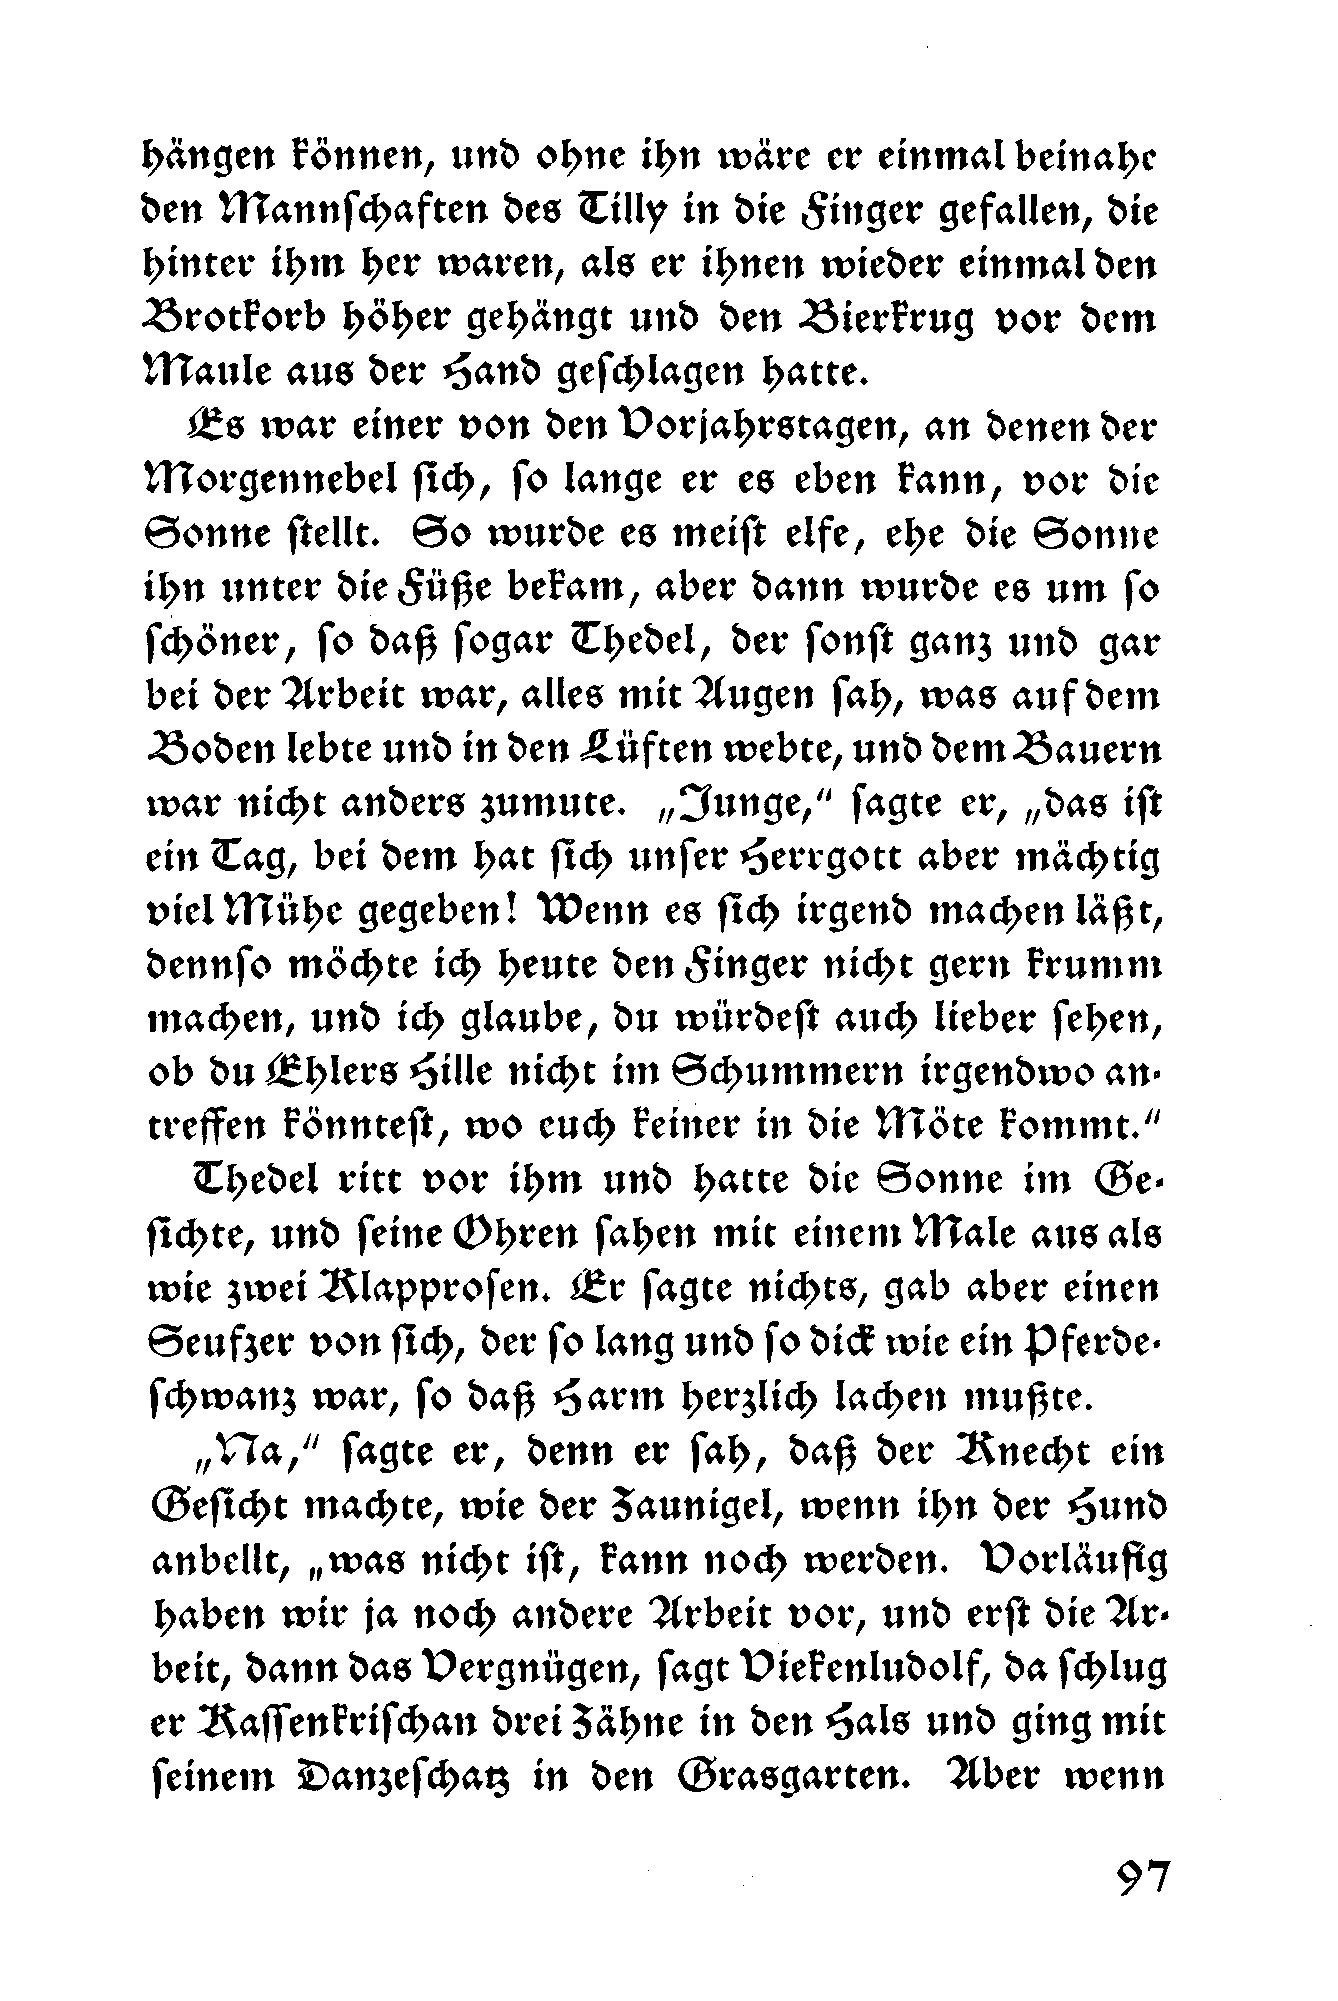 hängen können, und ohne ihn wäre er einmal beinahe
den Mannschaften des Tilly in die Finger gefallen, die
hinter ihm her waren, als er ihnen wieder einmal den
Brotkorb höher gehängt und den Bierkrug vor dem
Maule aus der Hand geschlagen hatte.
Es war einer von den Vorjahrstagen, an denen der
Morgennebel sich, so lange er es eben kann, vor die
Sonne stellt. So wurde es meist elfe, ehe die Sonne
ihn unter die Füße bekam, aber dann wurde es um so
schöner, so daß sogar Thedel, der sonst ganz und gar
bei der Arbeit war, alles mit Augen sah, was auf dem
Boden lebte und in den Lüften webte, und dem Bauern
war nicht anders zumute. „Junge,“ sagte er, „das ist
ein Tag, bei dem hat sich unser Herrgott aber mächtig
viel Mühe gegeben! Wenn es sich irgend machen läßt,
dennso möchte ich heute den Finger nicht gern krumm
machen, und ich glaube, du würdest auch lieber sehen,
ob du Ehlers Hille nicht im Schummern irgendwo an-
treffen könntest, wo euch keiner in die Möte kommt.“
Thedel ritt vor ihm und hatte die Sonne im Ge-
sichte, und seine Ohren sahen mit einem Male aus als
wie zwei Klapprosen. Er sagte nichts, gab aber einen
Seufzer von sich, der so lang und so dick wie ein Pferde-
schwanz war, so daß Harm herzlich lachen mußte.
„Na,“ sagte er, denn er sah, daß der Knecht ein
Gesicht machte, wie der Zaunigel, wenn ihn der Hund
anbellt, „was nicht ist, kann noch werden. Vorläufig
haben wir ja noch andere Arbeit vor, und erst die Ar-
beit, dann das Vergnügen, sagt Viekenludolf, da schlug
er Kassenkrischan drei Zähne in den Hals und ging mit
seinem Danzeschatz in den Grasgarten. Aber wenn
97